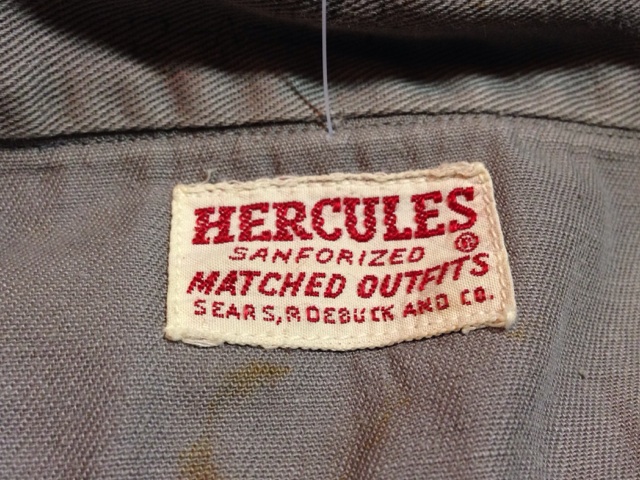 HERCULES®
SANFORIZED
MATCHED OUTFITS
SEARS, ROEBUCK AND CO.